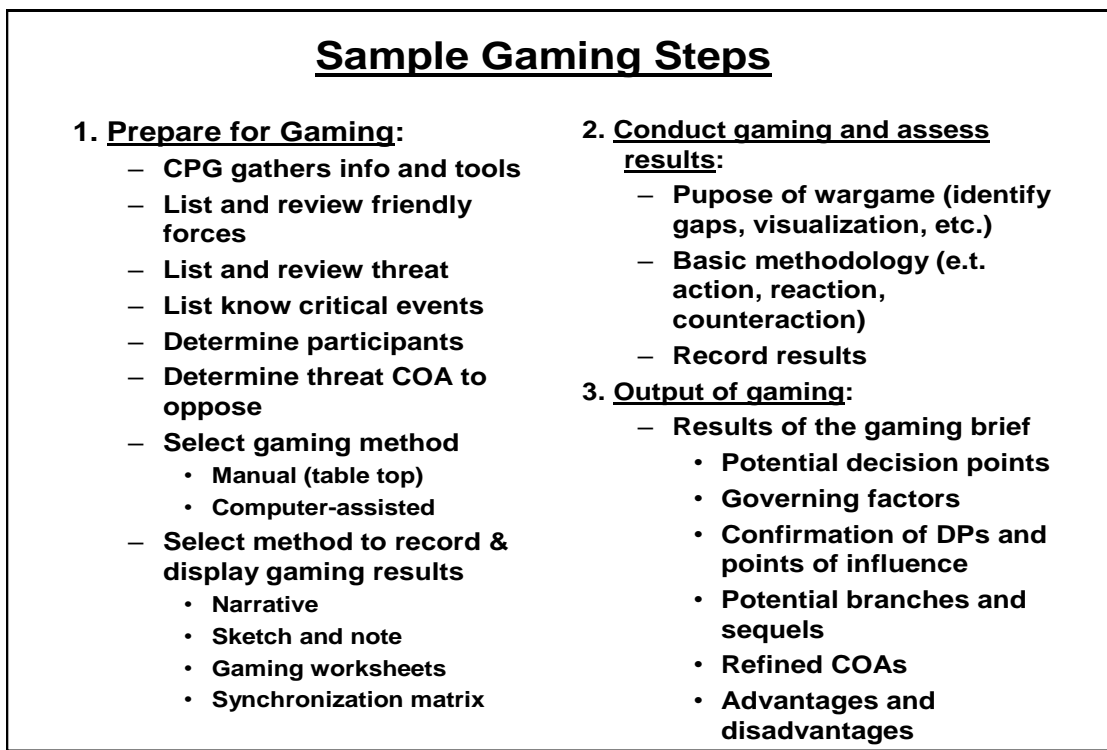 Sample Gaming Steps
1. Prepare for Gaming:
– CPG gathers info and tools
– List and review friendly
forces
– List and review threat
– List know critical events
– Determine participants
– Determine threat COA to
oppose
– Select gaming method
• Manual (table top)
• Computer-assisted
– Select method to record &
display gaming results
• Narrative
• Sketch and note
• Gaming worksheets
• Synchronization matrix
2. Conduct gaming and assess
results:
– Pupose of wargame (identify
gaps, visualization, etc.)
– Basic methodology (e.t.
action, reaction,
counteraction)
– Record results
3. Output of gaming:
– Results of the gaming brief
• Potential decision points
• Governing factors
• Confirmation of DPs and
points of influence
• Potential branches and
sequels
• Refined COAs
• Advantages and
disadvantages